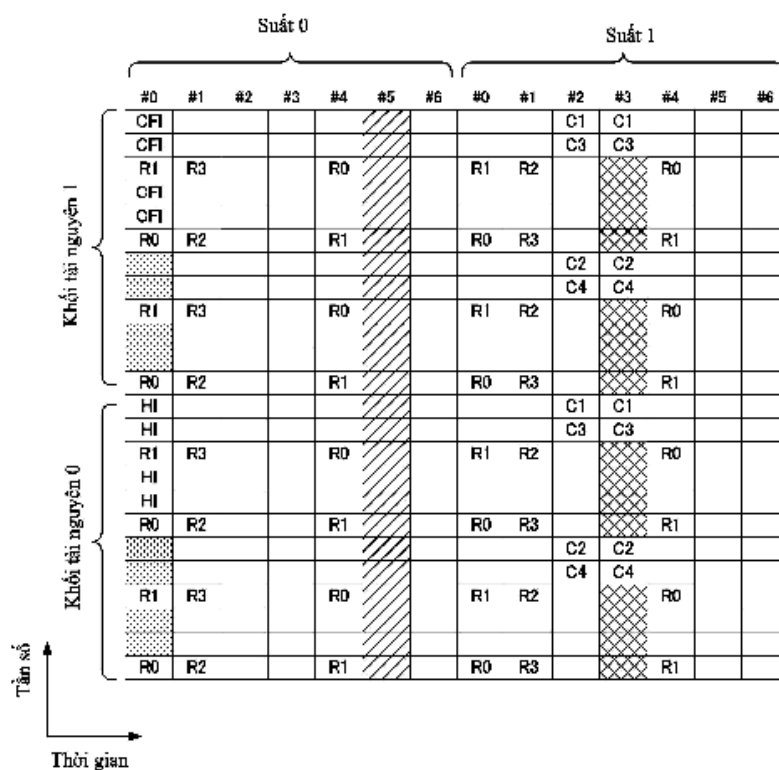 Suất 0
Suất 1
#0 #1 #2 #3 #4 #5 #6 #0 #1 #2 #3 #4 #5 #6
Khối tài nguyên 1
CFI C1 C1
CFI C3 C3
R1 R3 R0 R1 R2 R0
CFI
CFI
R0 R2 R1 R0 R3 R1
C2 C2
C4 C4
R1 R3 R0 R1 R2 R0
R0 R2 R1 R0 R3 R1
Khối tài nguyên 0
HI C1 C1
HI C3 C3
R1 R3 R0 R1 R2 R0
HI
HI
R0 R2 R1 R0 R3 R1
C2 C2
C4 C4
R1 R3 R0 R1 R2 R0
R0 R2 R1 R0 R3 R1
Tần số
Thời gian